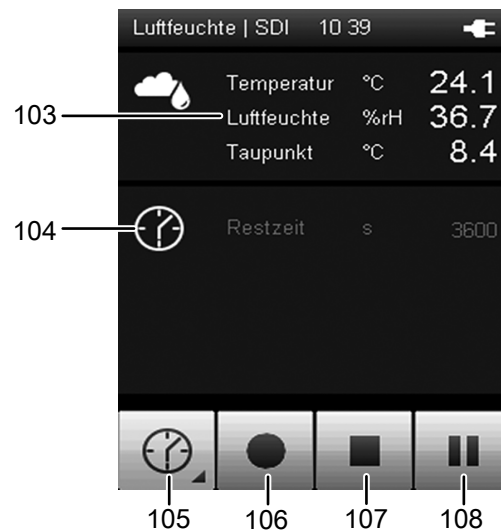 Luftfeuchte | SDI 10 39
Temperatur °C 24.1
103 Luftfeuchte %rH 36.7
Taupunkt °C 8.4
104 Restzeit s 3600
105 106 107 108